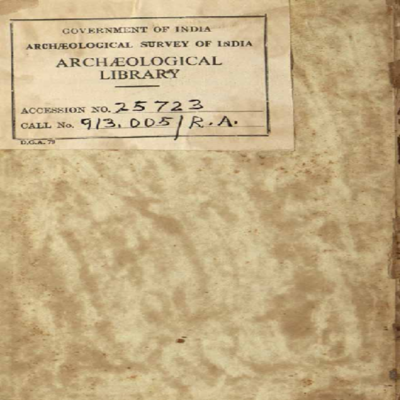 GOVERNMENT OF INDIA
ARCHÆOLOGICAL SURVEY OF INDIA
ARCHÆOLOGICAL
LIBRARY
ACCESSION NO. 25723
CALL No. 913.005/R.A.
D.G.A. 79